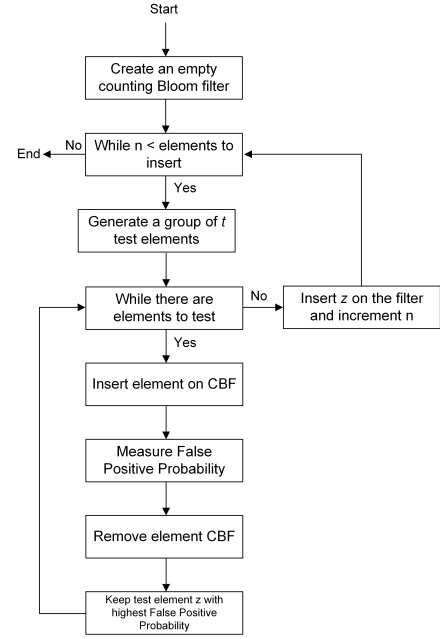 Start
Create an empty
counting Bloom filter
No
End
While n < elements to
insert
Yes
Generate a group of t
test elements
While there are
elements to test
No
Insert z on the filter
and increment n
Yes
Insert element on CBF
Measure False
Positive Probability
Remove element CBF
Keep test element z with
highest False Positive
Probability